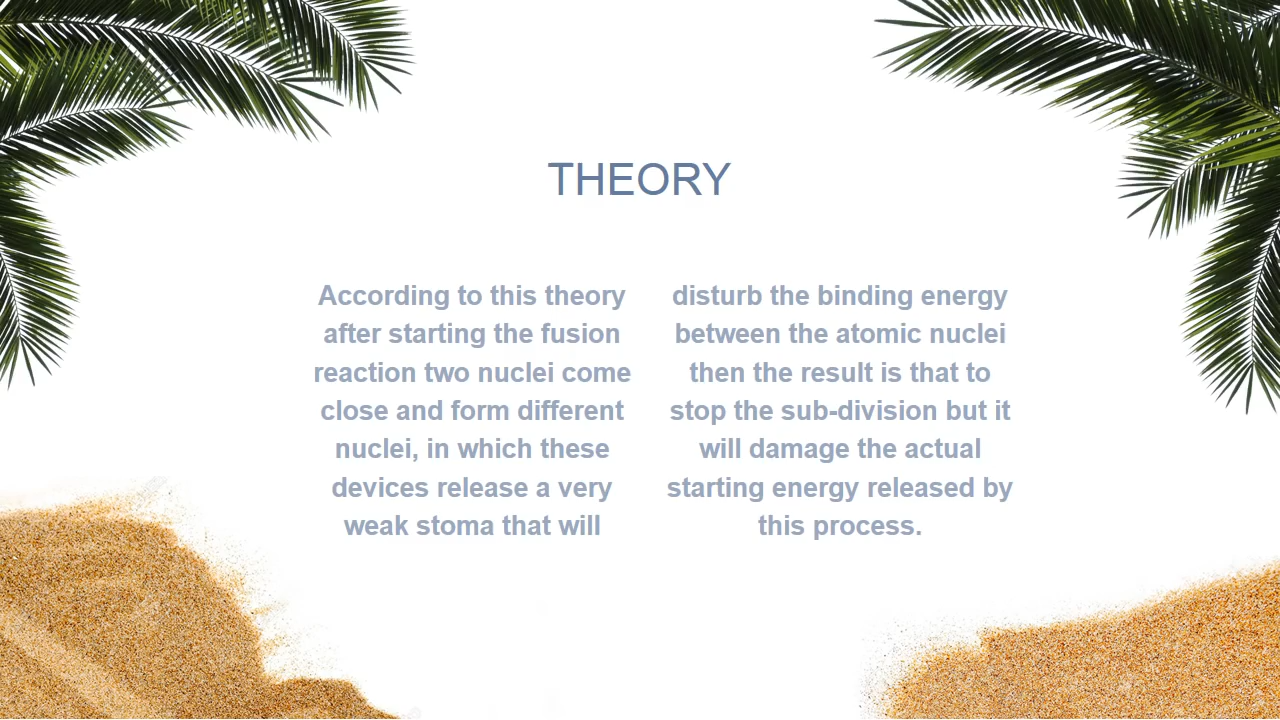 THEORY
According to this theory
after starting the fusion
reaction two nuclei come
close and form different
nuclei, in which these
devices release a very
weak stoma that will
disturb the binding energy
between the atomic nuclei
then the result is that to
stop the sub-division but it
will damage the actual
starting energy released by
this process.